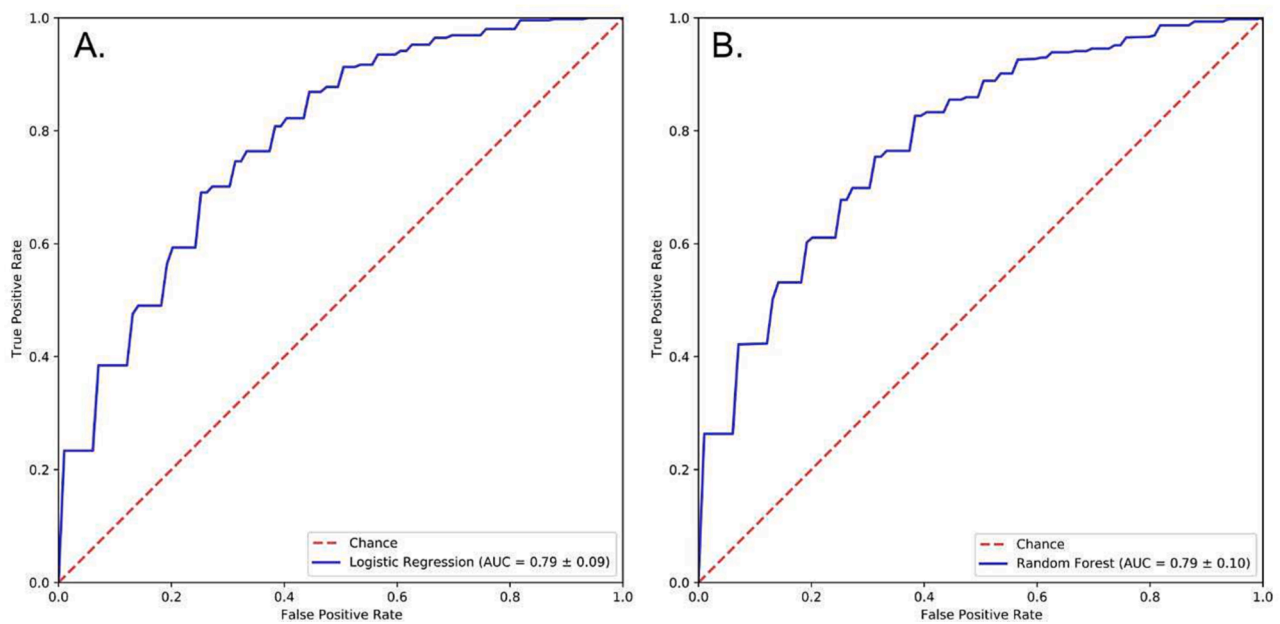 A.
1.0
0.8
0.6
0.4
0.2
0.0
True Positive Rate
0.0 0.2 0.4 0.6 0.8 1.0
False Positive Rate
Chance
Logistic Regression (AUC = 0.79 ± 0.09)
B.
1.0
0.8
0.6
0.4
0.2
0.0
True Positive Rate
0.0 0.2 0.4 0.6 0.8 1.0
False Positive Rate
Chance
Random Forest (AUC = 0.79 ± 0.10)